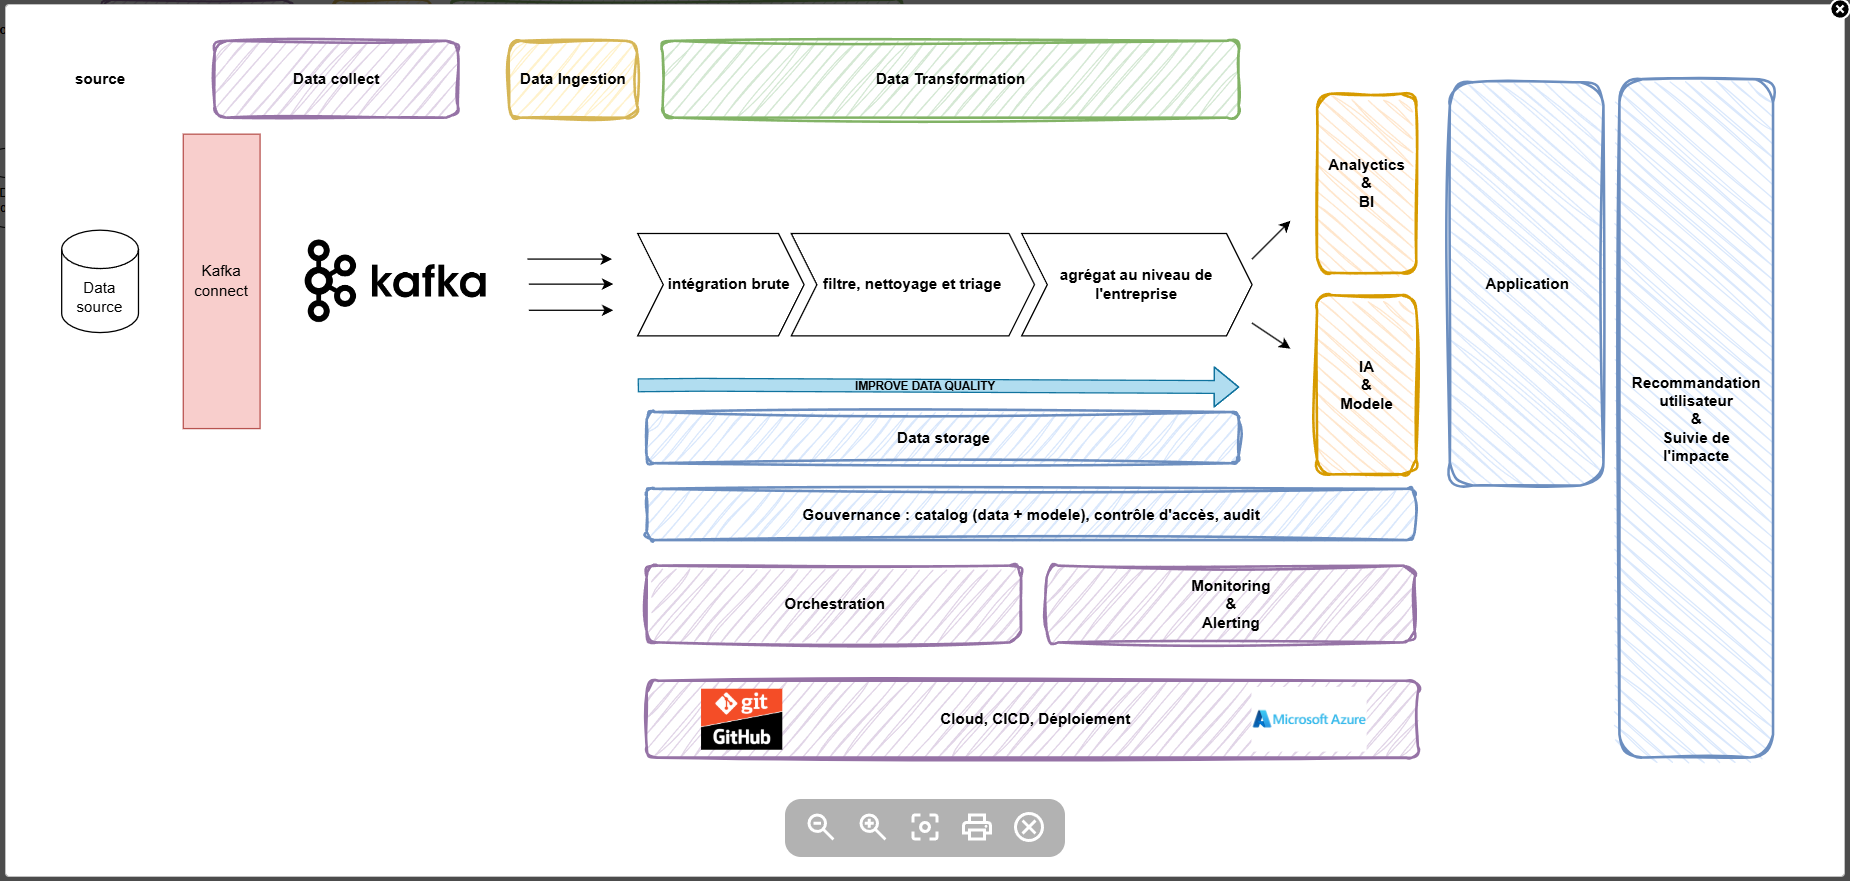 source
Data collect
Data Ingestion
Data Transformation
Kafka
connect
Data
source
kafka
intégration brute
filtre, nettoyage et triage
agrégat au niveau de
l'entreprise
Analyctics
&
BI
IA
&
Modele
Application
Recommandation
utilisateur
&
Suivie de
l'impacte
IMPROVE DATA QUALITY
Data storage
Gouvernance : catalog (data + modele), contrôle d'accès, audit
Orchestration
Monitoring
&
Alerting
git
GitHub
Cloud, CICD, Déploiement
Microsoft Azure